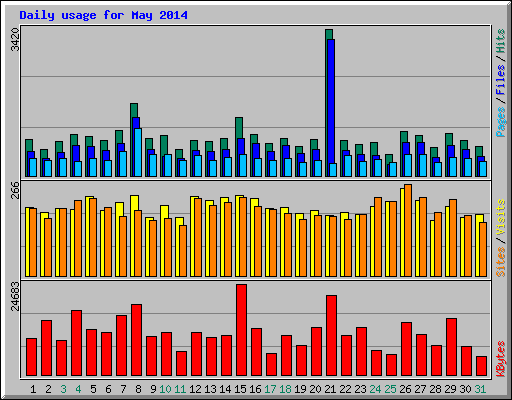 Daily usage for May 2014
3420
Pages / Files / Hits
266
Sites / Visits
24683
KBytes
1 2 3 4 5 6 7 8 9 10 11 12 13 14 15 16 17 18 19 20 21 22 23 24 25 26 27 28 29 30 31